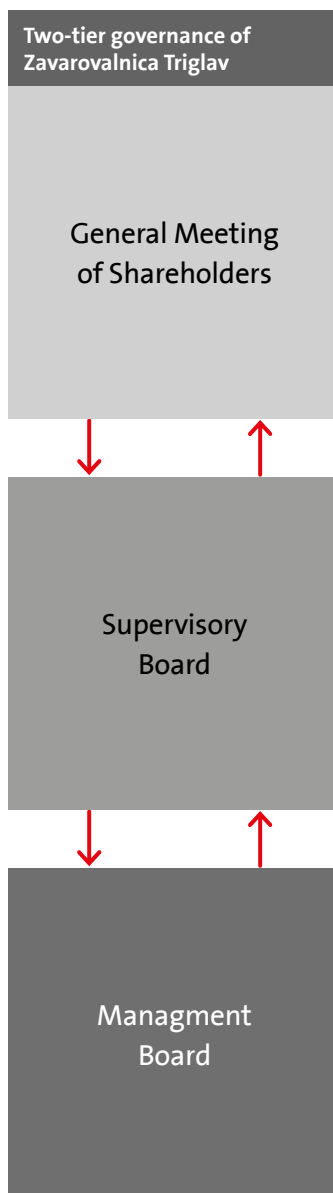 Two-tier governance of
Zavarovalnica Triglav
General Meeting
of Shareholders
Supervisory
Board
Managment
Board